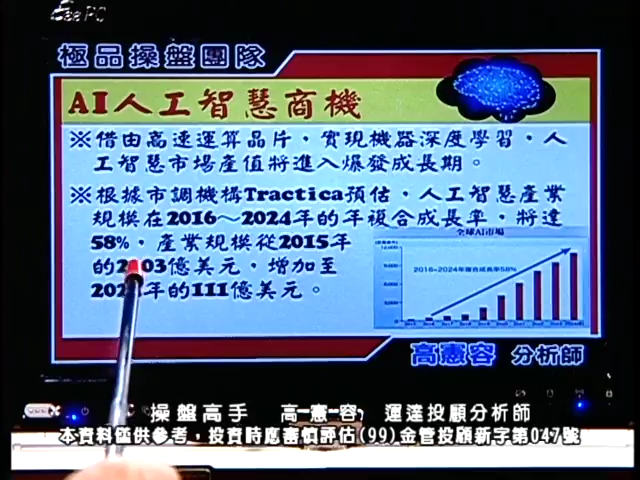 Eee PC
極品操盤團隊
AI人工智慧商機
※借由高速運算晶片，實現機器深度學習，人
工智慧市場產值將進入爆發成長期。
※根據市調機構Tractica預估，人工智慧產業
規模在2016～2024年的年複合成長率，將達
58%，產業規模從2015年
的2 03億美元，增加至
202 年的111億美元。
全球AI市場
2016~2024年複合成長率58%
高憲容 分析師
操盤高手 高憲容 運達投顧分析師
本資料僅供參考，投資時應審慎評估(99)金管投顧新字第047號